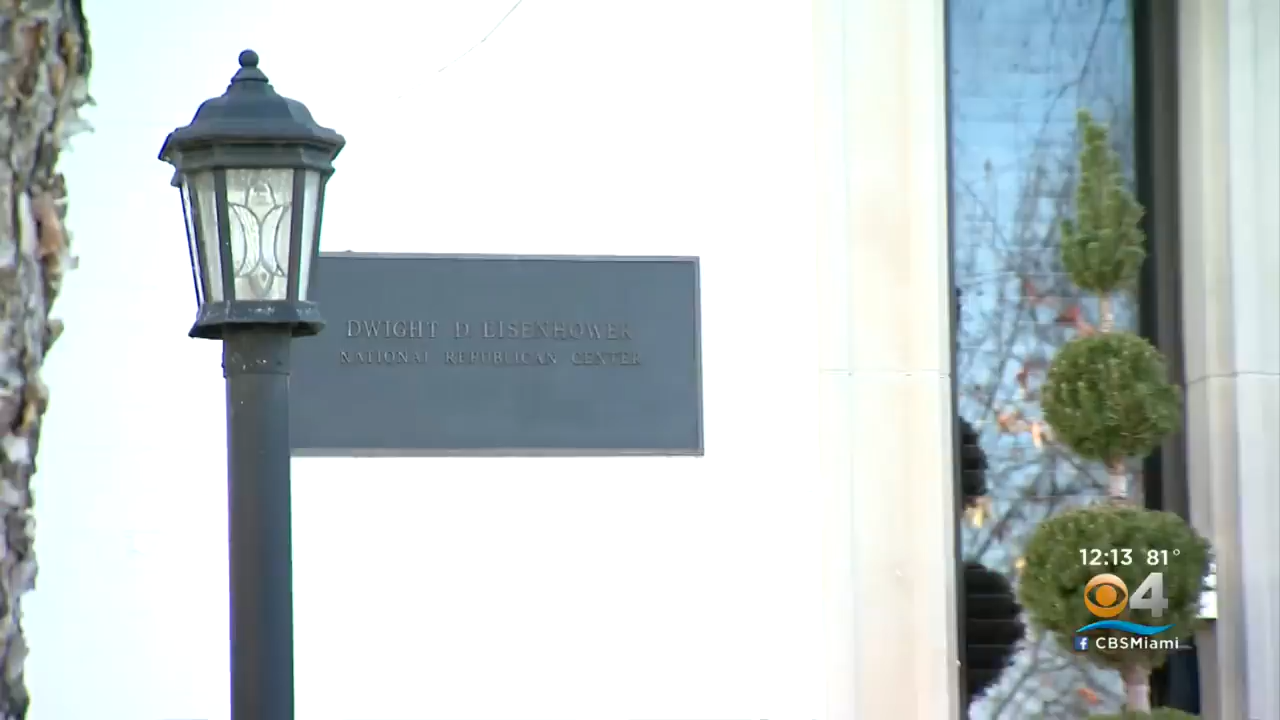 DWIGHT D EISENHOWER
NATIONAL REPUBLICAN CENTER
12:13 81°
4
f CBSMiami